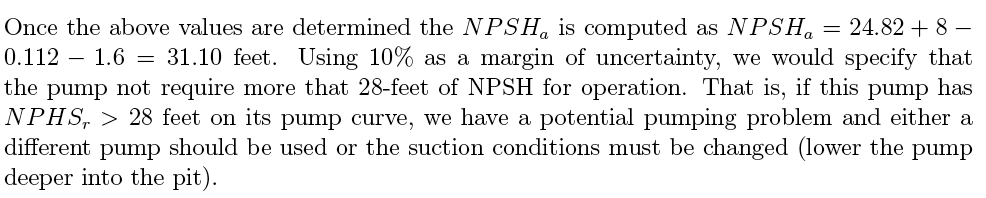 Once the above values are determined the NPSHₐ is computed as NPSHₐ = 24.82 + 8 −
0.112 − 1.6 = 31.10 feet. Using 10% as a margin of uncertainty, we would specify that
the pump not require more that 28-feet of NPSH for operation. That is, if this pump has
NPHSᵣ > 28 feet on its pump curve, we have a potential pumping problem and either a
different pump should be used or the suction conditions must be changed (lower the pump
deeper into the pit).